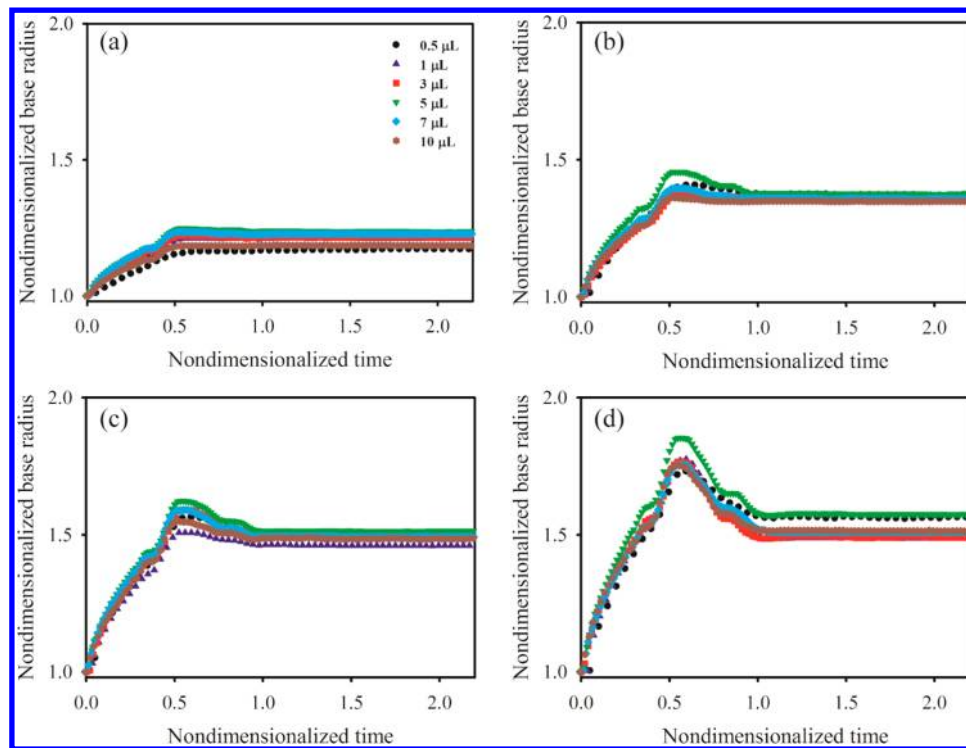 (a)
2.0
1.5
1.0
Nondimensionalized base radius
0.5 μL
1 μL
3 μL
5 μL
7 μL
10 μL
0.0 0.5 1.0 1.5 2.0
Nondimensionalized time
(b)
2.0
1.5
1.0
Nondimensionalized base radius
0.0 0.5 1.0 1.5 2.0
Nondimensionalized time
(c)
2.0
1.5
1.0
Nondimensionalized base radius
0.0 0.5 1.0 1.5 2.0
Nondimensionalized time
(d)
2.0
1.5
1.0
Nondimensionalized base radius
0.0 0.5 1.0 1.5 2.0
Nondimensionalized time